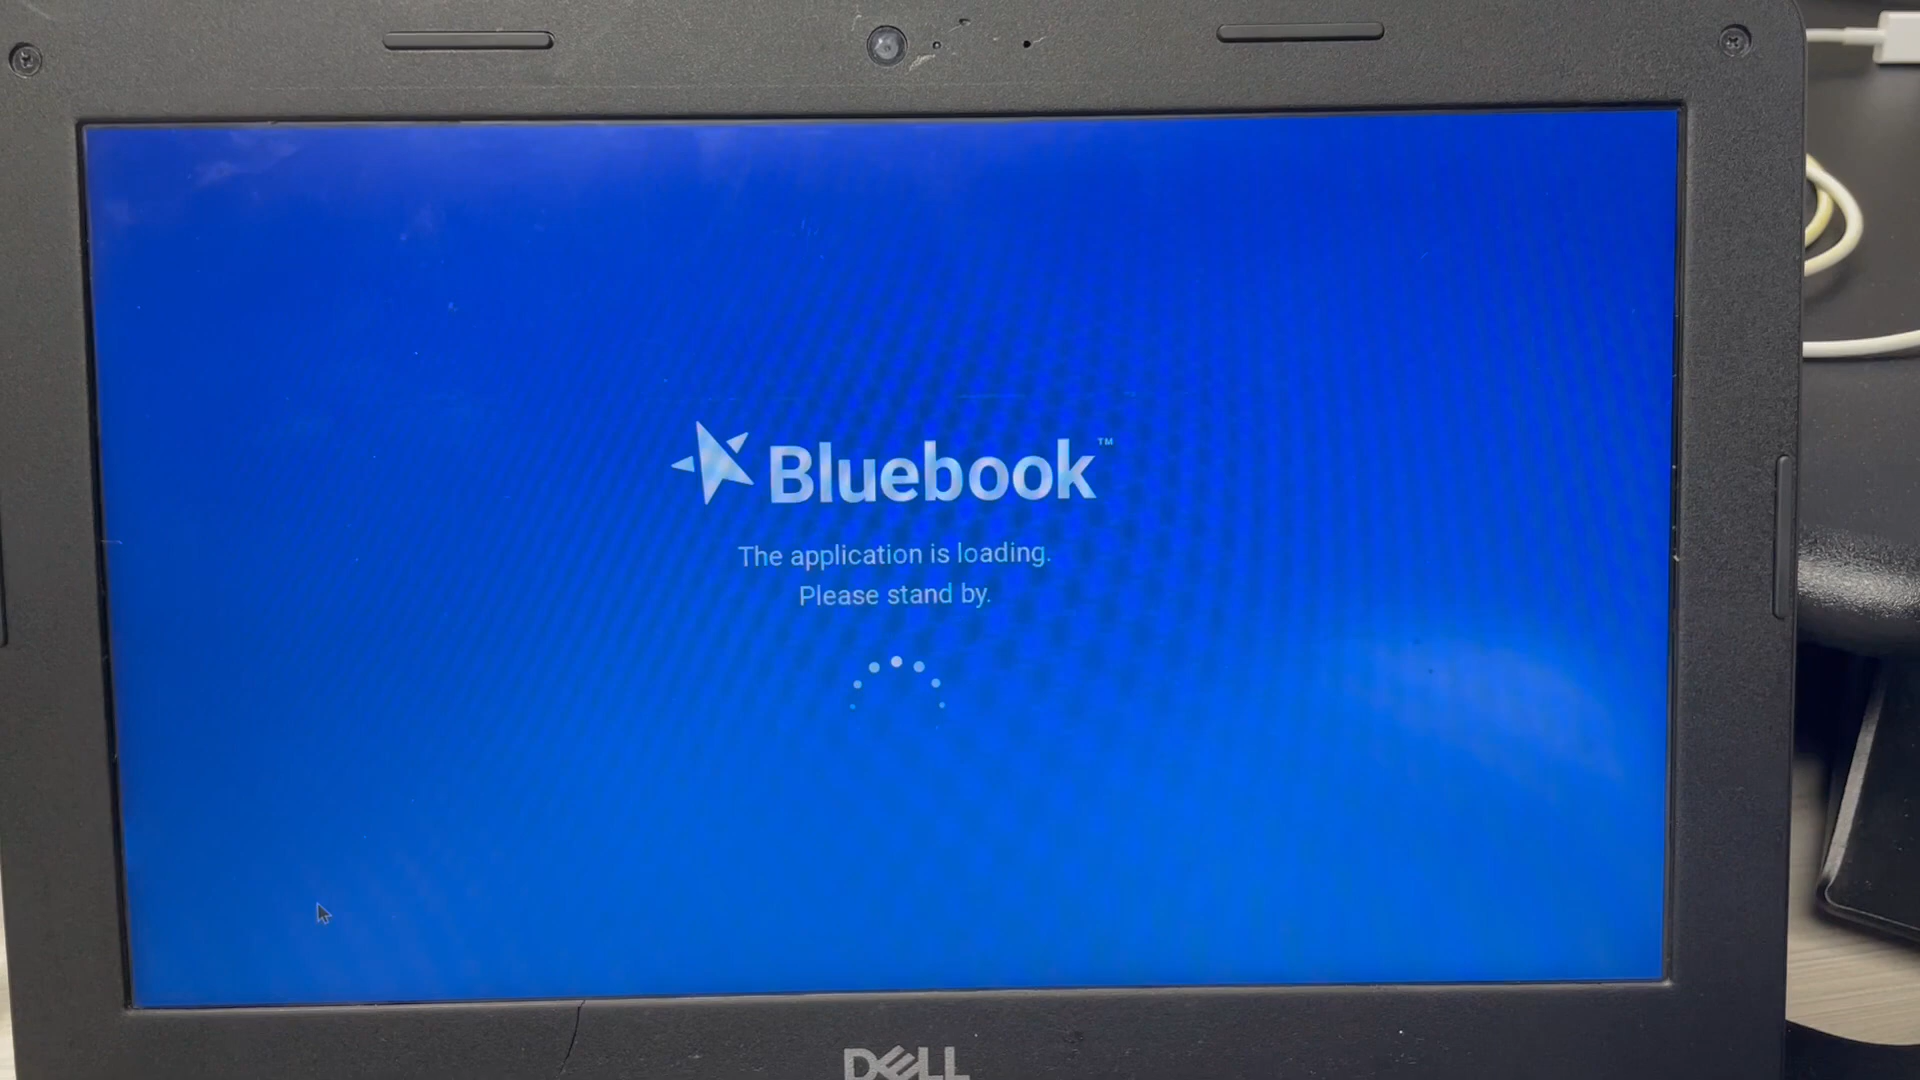 Bluebook™
The application is loading.
Please stand by.
DELL